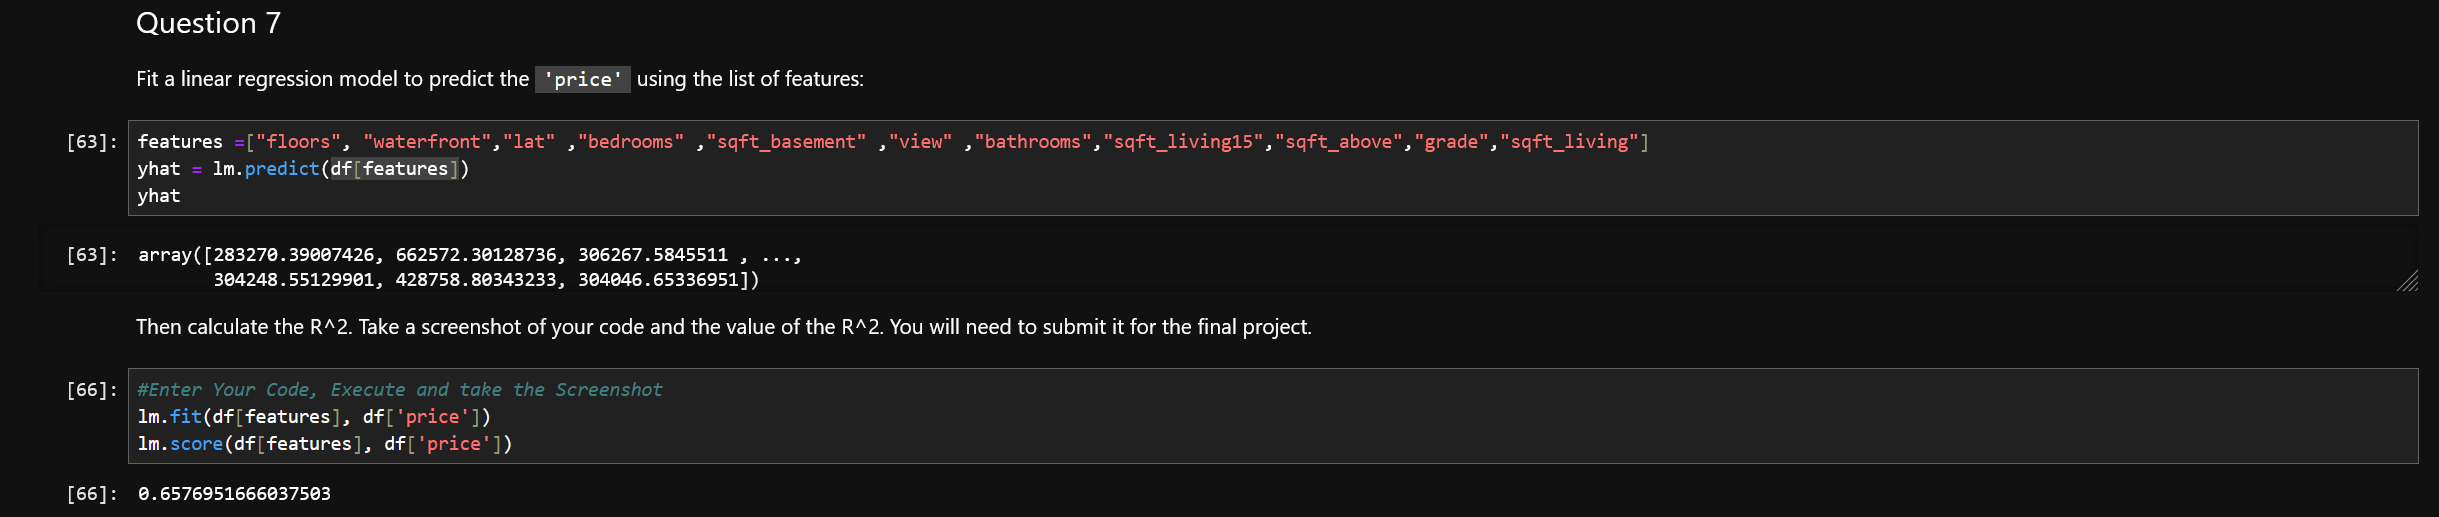 Question 7
Fit a linear regression model to predict the 'price' using the list of features:
[63]: features =["floors", "waterfront","lat" ,"bedrooms" ,"sqft_basement" ,"view" ,"bathrooms","sqft_living15","sqft_above","grade","sqft_living"]
yhat = lm.predict(df[features])
yhat
[63]: array([283270.39007426, 662572.30128736, 306267.5845511 , ...,
304248.55129901, 428758.80343233, 304046.65336951])
Then calculate the R^2. Take a screenshot of your code and the value of the R^2. You will need to submit it for the final project.
[66]: #Enter Your Code, Execute and take the Screenshot
lm.fit(df[features], df['price'])
lm.score(df[features], df['price'])
[66]: 0.6576951666037503